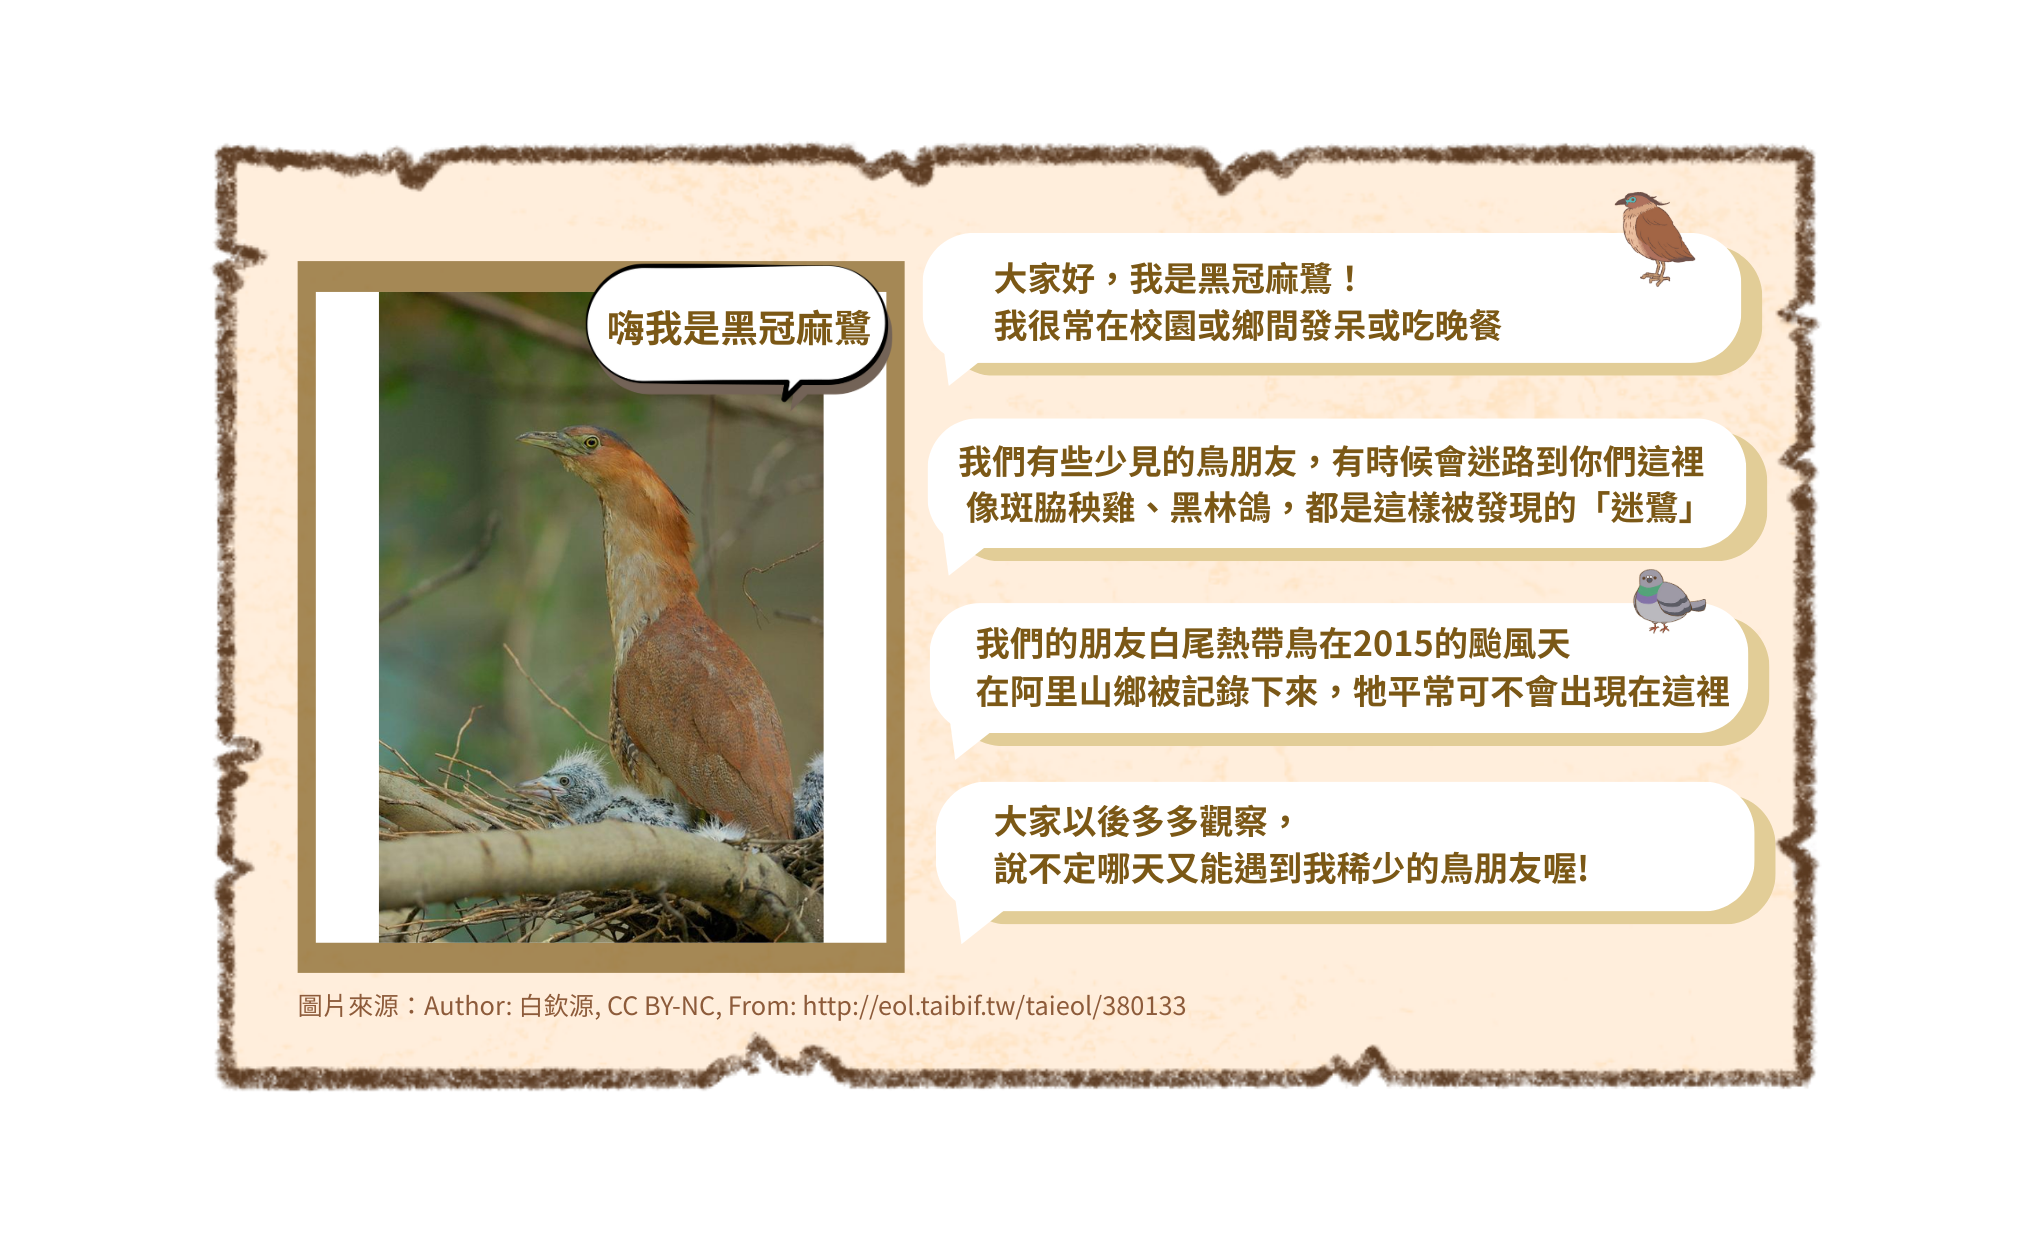 嗨我是黑冠麻鷺
大家好，我是黑冠麻鷺！
我很常在校園或鄉間發呆或吃晚餐
我們有些少見的鳥朋友，有時候會迷路到你們這裡
像斑脇秧雞、黑林鴿，都是這樣被發現的「迷鷺」
我們的朋友白尾熱帶鳥在2015的颱風天
在阿里山鄉被記錄下來，牠平常可不會出現在這裡
大家以後多多觀察，
說不定哪天又能遇到我稀少的鳥朋友喔!
圖片來源：Author: 白欽源, CC BY-NC, From: http://eol.taibif.tw/taieol/380133